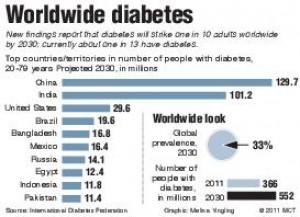 Worldwide diabetes
New findings report that diabetes will strike one in 10 adults worldwide
by 2030; currently about one in 13 have diabetes.
Top countries/territories in number of people with diabetes,
20-79 years Projected 2030, in millions
China 129.7
India 101.2
United States 29.6
Brazil 19.6
Bangladesh 16.8
Mexico 16.4
Russia 14.1
Egypt 12.4
Indonesia 11.8
Pakistan 11.4
Worldwide look
Global
prevalence,
2030
33%
Number of
people with
diabetes,
in millions
2011 366
2030 552
Source: International Diabetes Federation
Graphic: Melina Yingling
© 2011 MCT